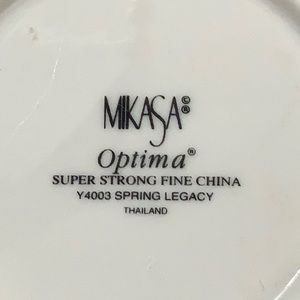 MIKASA©®
Optima®
SUPER STRONG FINE CHINA
Y4003 SPRING LEGACY
THAILAND